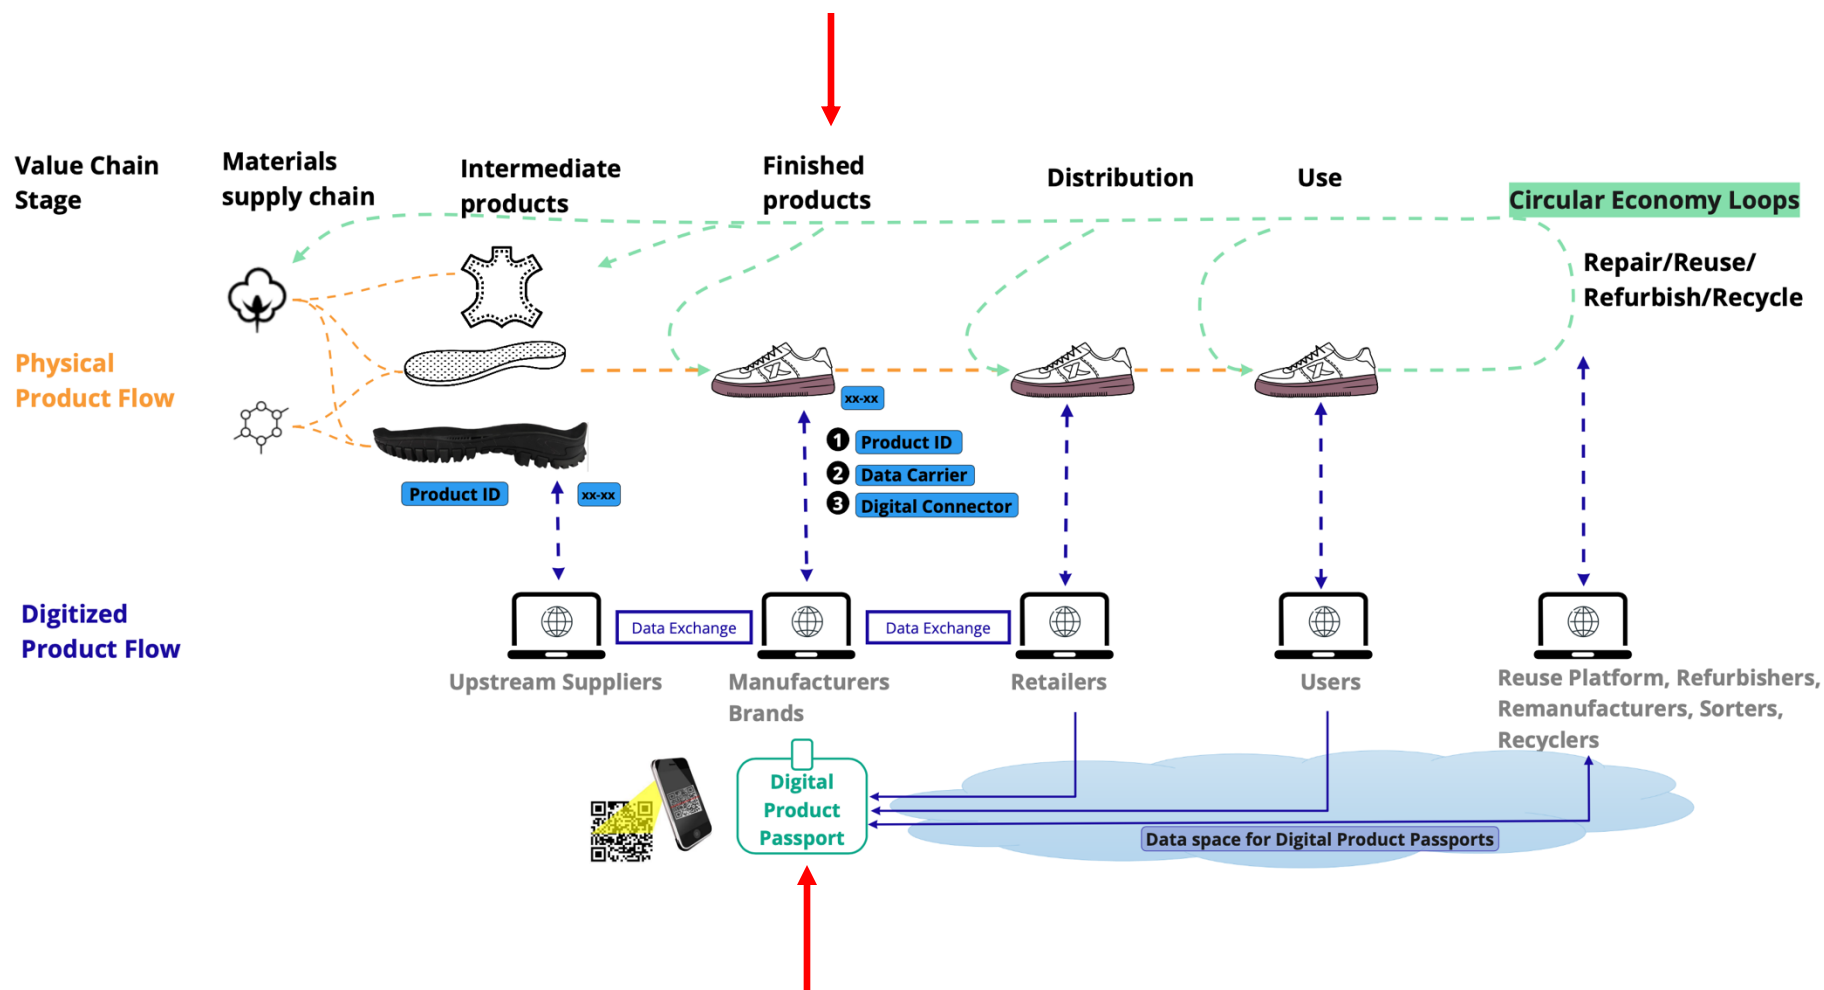 Value Chain
Stage
Materials
supply chain
Intermediate
products
Finished
products
Distribution
Use
Circular Economy Loops
Repair/Reuse/
Refurbish/Recycle
Physical
Product Flow
xx-xx
1 Product ID
2 Data Carrier
3 Digital Connector
Product ID
xx-xx
Digitized
Product Flow
Data Exchange
Data Exchange
Upstream Suppliers
Manufacturers
Brands
Retailers
Users
Reuse Platform, Refurbishers,
Remanufacturers, Sorters,
Recyclers
Digital
Product
Passport
Data space for Digital Product Passports